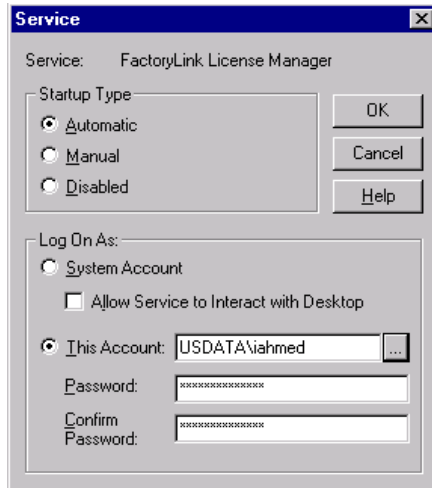 Service
Service: FactoryLink License Manager
Startup Type
Automatic
Manual
Disabled
OK
Cancel
Help
Log On As:
System Account
Allow Service to Interact with Desktop
This Account: USDATA\iahmed ...
Password: **************
Confirm
Password: **************